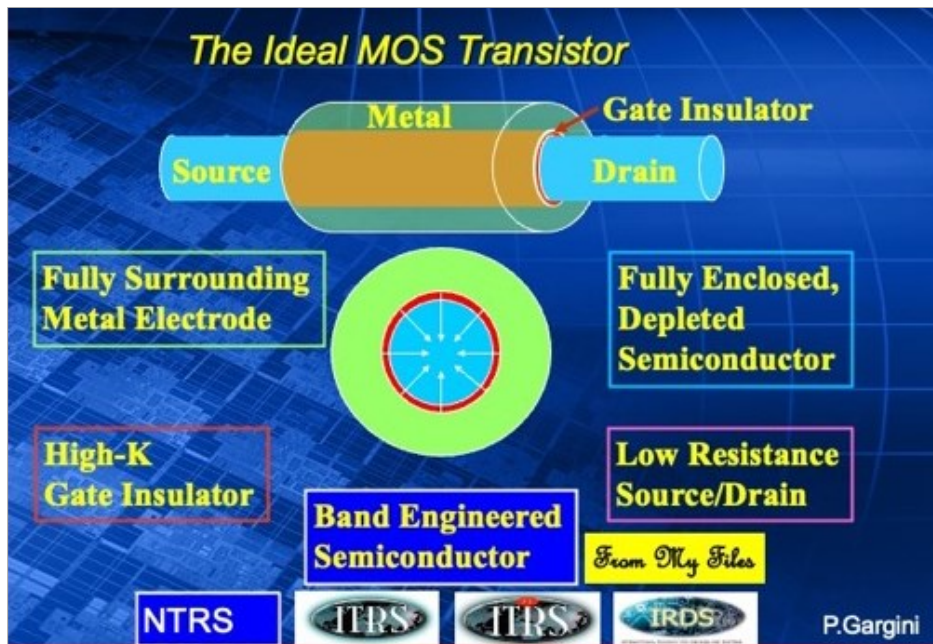 The Ideal MOS Transistor
Metal
Gate Insulator
Source
Drain
Fully Surrounding
Metal Electrode
Fully Enclosed,
Depleted
Semiconductor
High-K
Gate Insulator
Low Resistance
Source/Drain
Band Engineered
Semiconductor
From My Files
NTRS
ITRS
ITRS
IRDS
P.Gargini